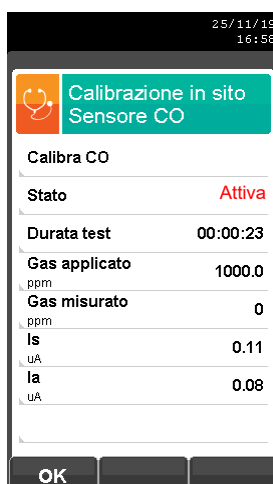 25/11/19
16:58
Calibrazione in sito
Sensore CO
Calibra CO
Stato Attiva
Durata test 00:00:23
Gas applicato 1000.0
ppm
Gas misurato 0
ppm
Is 0.11
uA
Ia 0.08
uA
OK